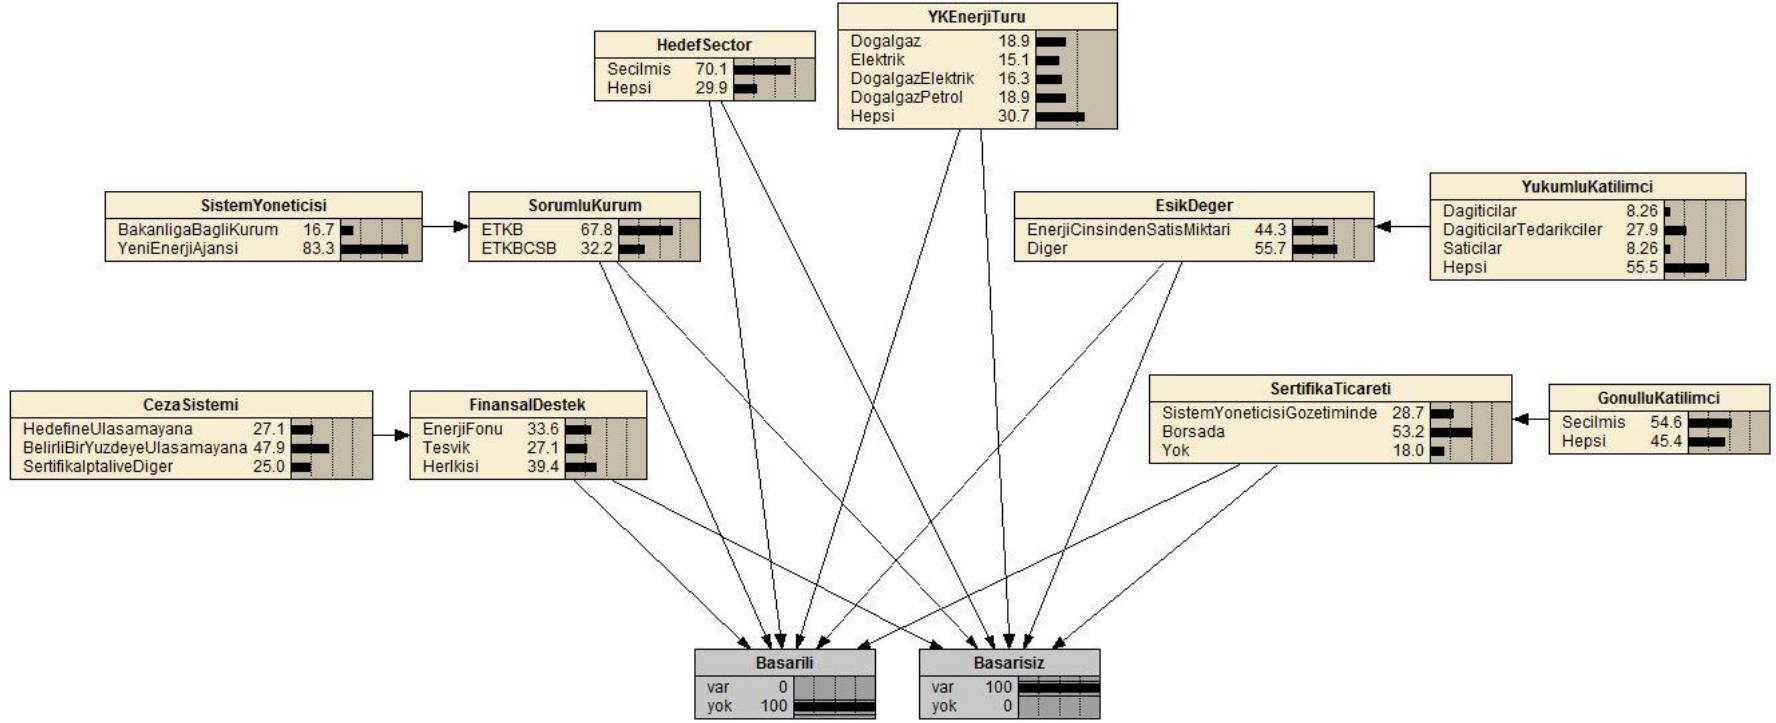 YKEnerjiTuru
Dogalgaz 18.9
Elektrik 15.1
DogalgazElektrik 16.3
DogalgazPetrol 18.9
Hepsi 30.7
HedefSector
Secilmis 70.1
Hepsi 29.9
SistemYoneticisi
BakanligaBagliKurum 16.7
YeniEnerjiAjansi 83.3
SorumluKurum
ETKB 67.8
ETKBCSB 32.2
EsikDeger
EnerjiCinsindenSatisMiktari 44.3
Diger 55.7
YukumluKatilimci
Dagiticilar 8.26
DagiticilarTedarikciler 27.9
Saticilar 8.26
Hepsi 55.5
CezaSistemi
HedefineUlasamayana 27.1
BelirliBirYuzdeyeUlasamayana 47.9
SertifikaIptaliveDiger 25.0
FinansalDestek
EnerjiFonu 33.6
Tesvik 27.1
HerIkisi 39.4
SertifikaTicareti
SistemYoneticisiGozetiminde 28.7
Borsada 53.2
Yok 18.0
GonulluKatilimci
Secilmis 54.6
Hepsi 45.4
Basarili
var 0
yok 100
Basarisiz
var 100
yok 0